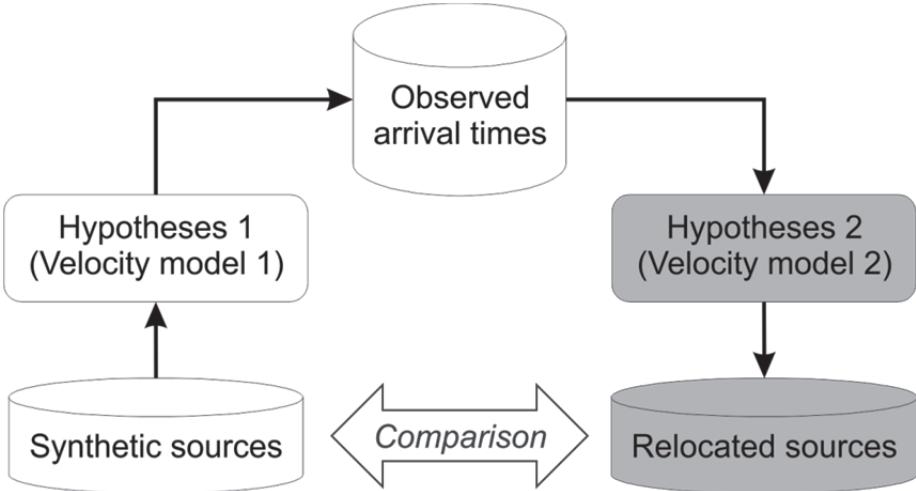 Observed
arrival times
Hypotheses 1
(Velocity model 1)
Hypotheses 2
(Velocity model 2)
Synthetic sources
Comparison
Relocated sources